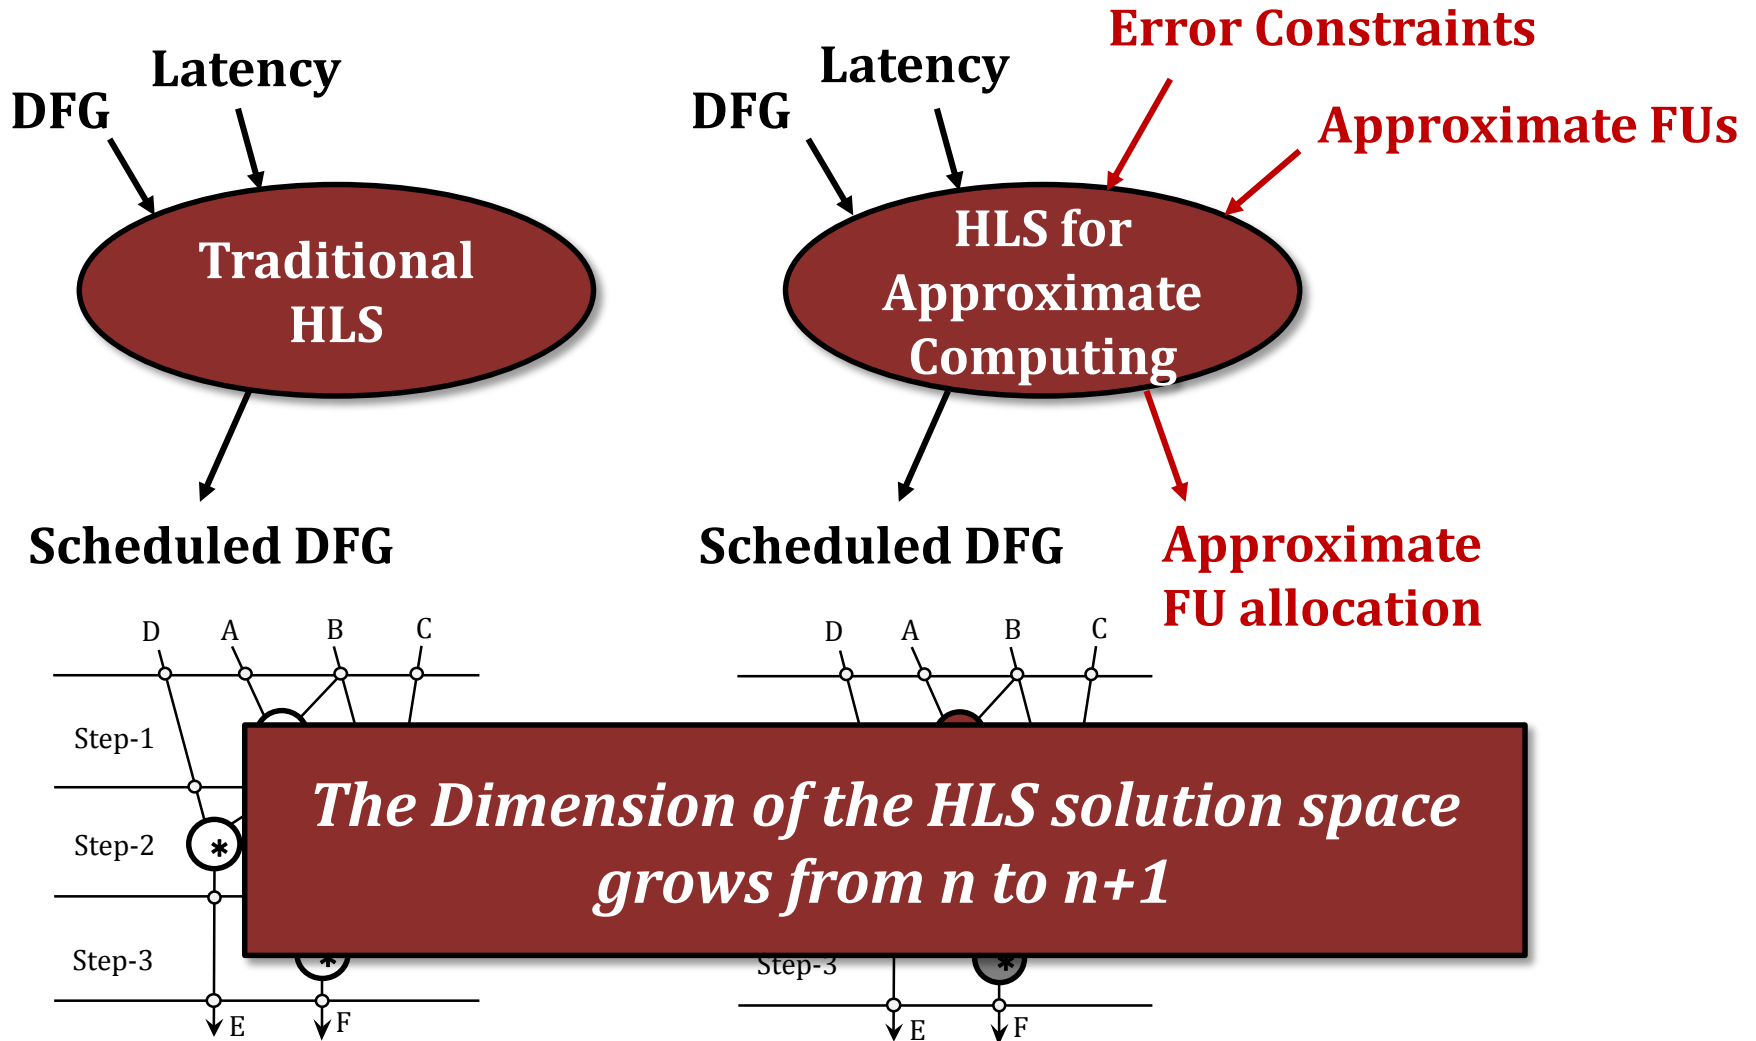 Error Constraints
Latency
Latency
DFG
DFG
Approximate FUs
Traditional
HLS
HLS for
Approximate
Computing
Scheduled DFG
Scheduled DFG
Approximate
FU allocation
D A B C
D A B C
Step-1
Step-2
*
Step-3
*
E F
The Dimension of the HLS solution space
grows from n to n+1
Step-3
*
E F